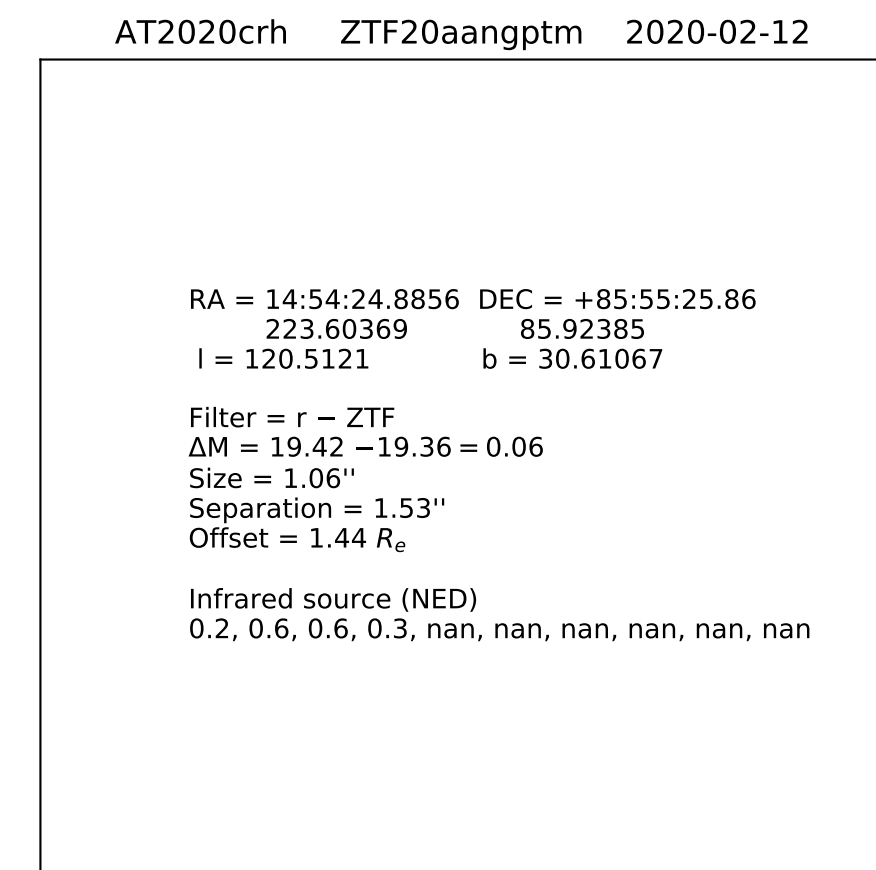 AT2020crh ZTF20aangptm 2020-02-12
RA = 14:54:24.8856 DEC = +85:55:25.86
223.60369 85.92385
l = 120.5121 b = 30.61067
Filter = r − ZTF
ΔM = 19.42 −19.36 = 0.06
Size = 1.06''
Separation = 1.53''
Offset = 1.44 Re
Infrared source (NED)
0.2, 0.6, 0.6, 0.3, nan, nan, nan, nan, nan, nan